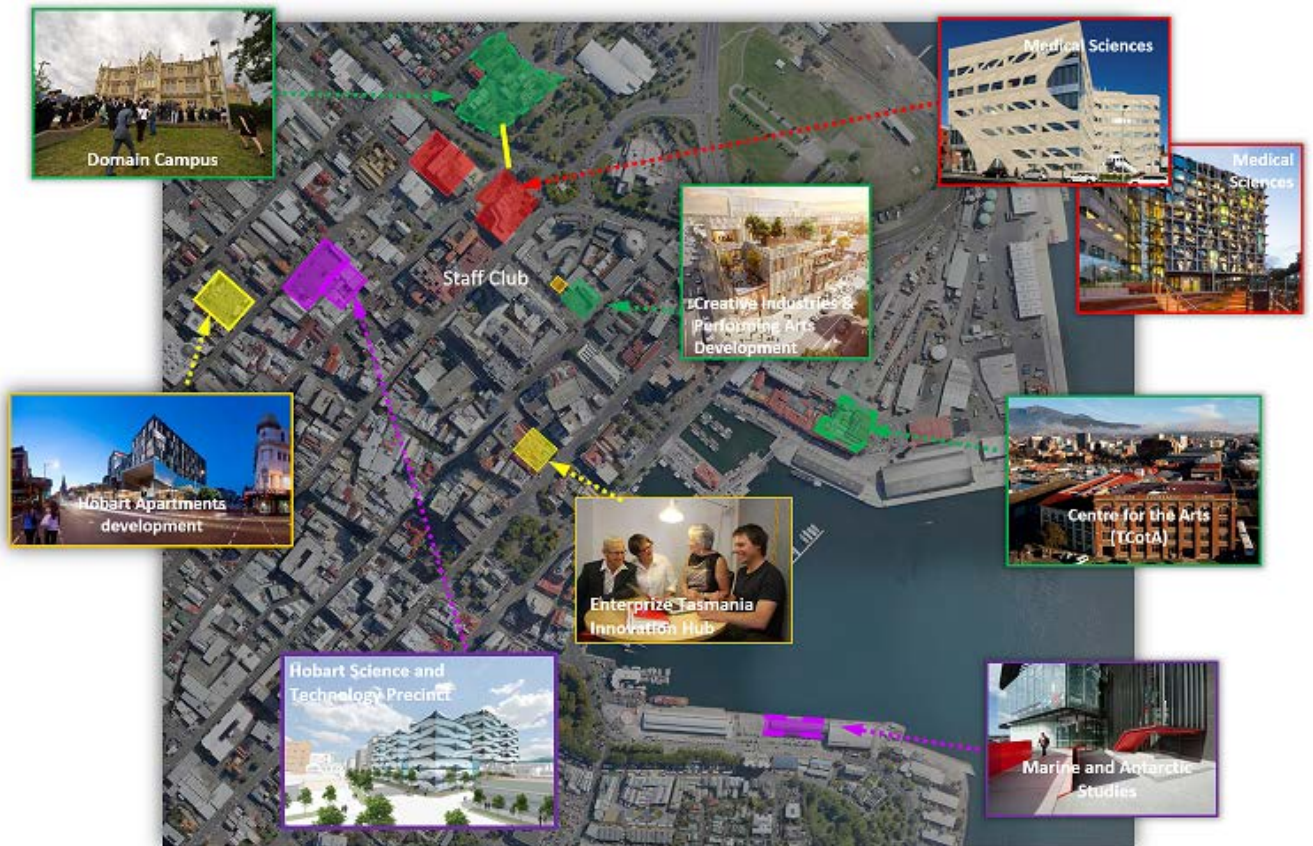 Domain Campus
Medical Sciences
Medical
Sciences
Staff Club
Creative Industries &
Performing Arts
Development
Hobart Apartments
development
Centre for the Arts
(TCotA)
Enterprize Tasmania
Innovation Hub
Hobart Science and
Technology Precinct
Marine and Antarctic
Studies